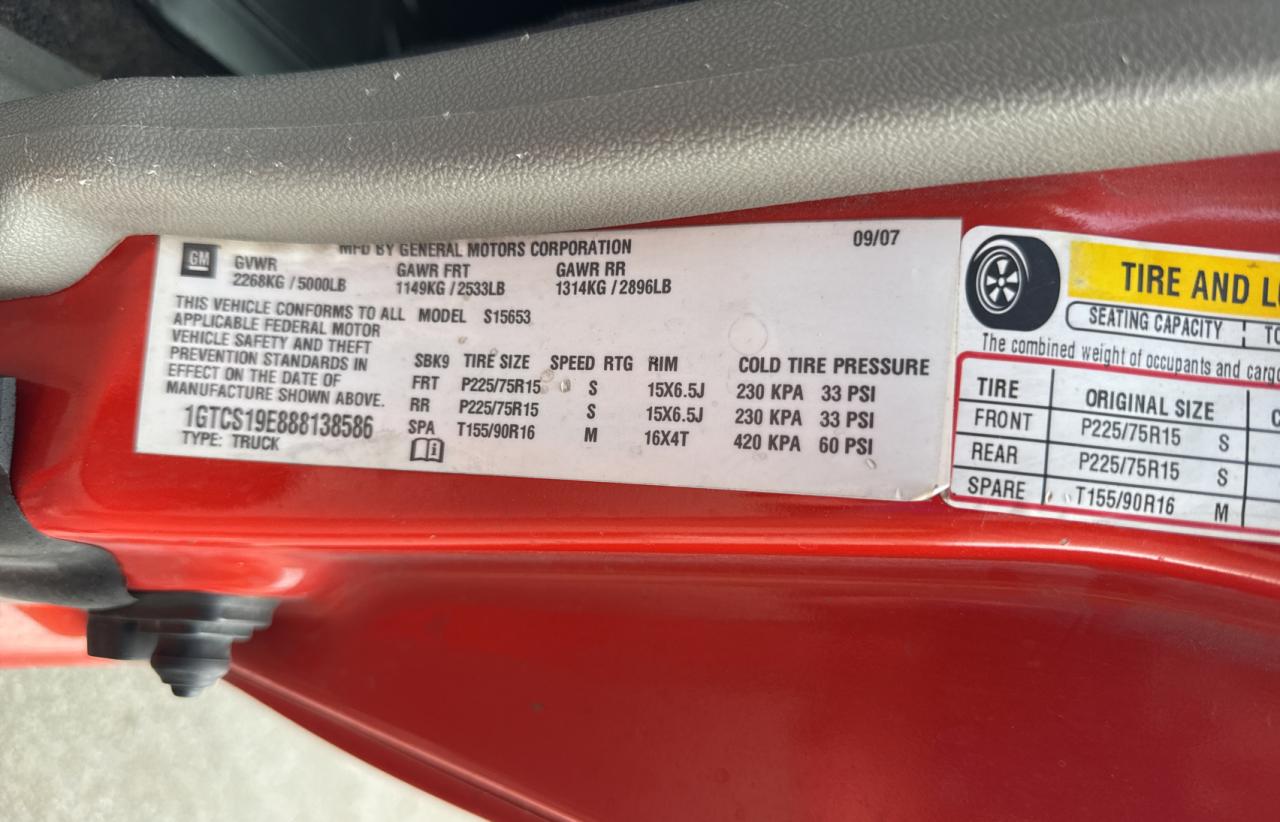 MFD BY GENERAL MOTORS CORPORATION 09/07
GM
GVWR GAWR FRT GAWR RR
2268KG / 5000LB 1149KG / 2533LB 1314KG / 2896LB
THIS VEHICLE CONFORMS TO ALL
APPLICABLE FEDERAL MOTOR
VEHICLE SAFETY AND THEFT
PREVENTION STANDARDS IN
EFFECT ON THE DATE OF
MANUFACTURE SHOWN ABOVE.
1GTCS19E888138586
TYPE: TRUCK
MODEL S15653
SBK9 TIRE SIZE SPEED RTG RIM COLD TIRE PRESSURE
FRT P225/75R15 S 15X6.5J 230 KPA 33 PSI
RR P225/75R15 S 15X6.5J 230 KPA 33 PSI
SPA T155/90R16 M 16X4T 420 KPA 60 PSI
TIRE AND
SEATING CAPACITY
The combined weight of occupants and
TIRE ORIGINAL SIZE
FRONT P225/75R15 S
REAR P225/75R15 S
SPARE T155/90R16 M